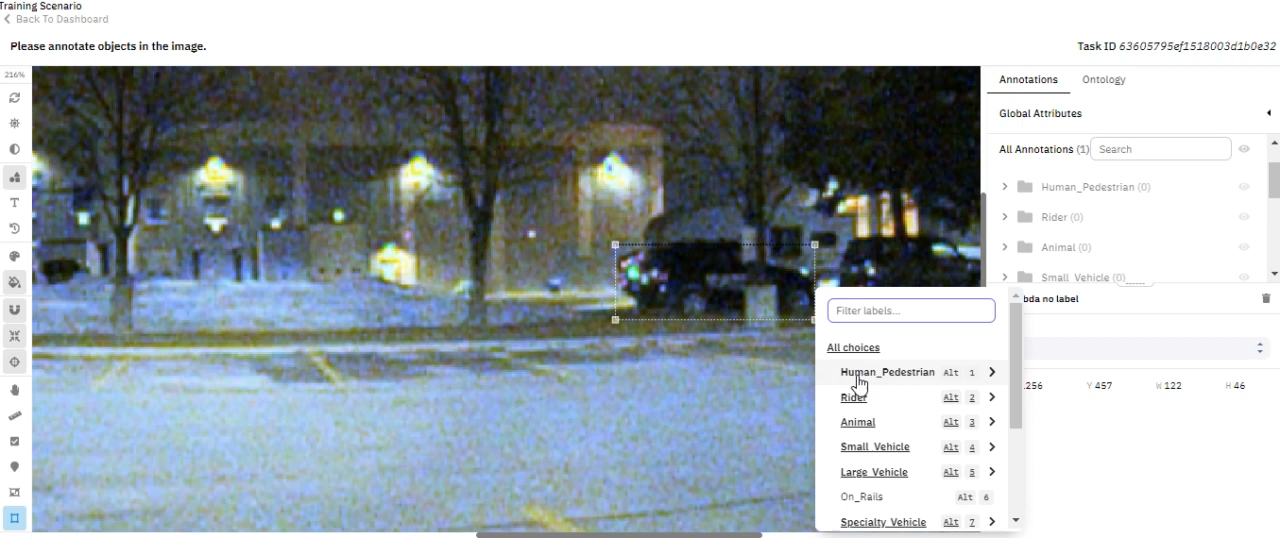 Training Scenario
Back To Dashboard
Please annotate objects in the image.
Task ID 63605795ef1518003d1b0e32
216%
Annotations Ontology
Global Attributes
All Annotations (1) Search
Human_Pedestrian (0)
Rider (0)
Animal (0)
Small_Vehicle (0)
bda no label
256 Y 457 W 122 H 46
Filter labels...
All choices
Human_Pedestrian Alt 1
Rider Alt 2
Animal Alt 3
Small_Vehicle Alt 4
Large_Vehicle Alt 5
On_Rails Alt 6
Specialty_Vehicle Alt 7